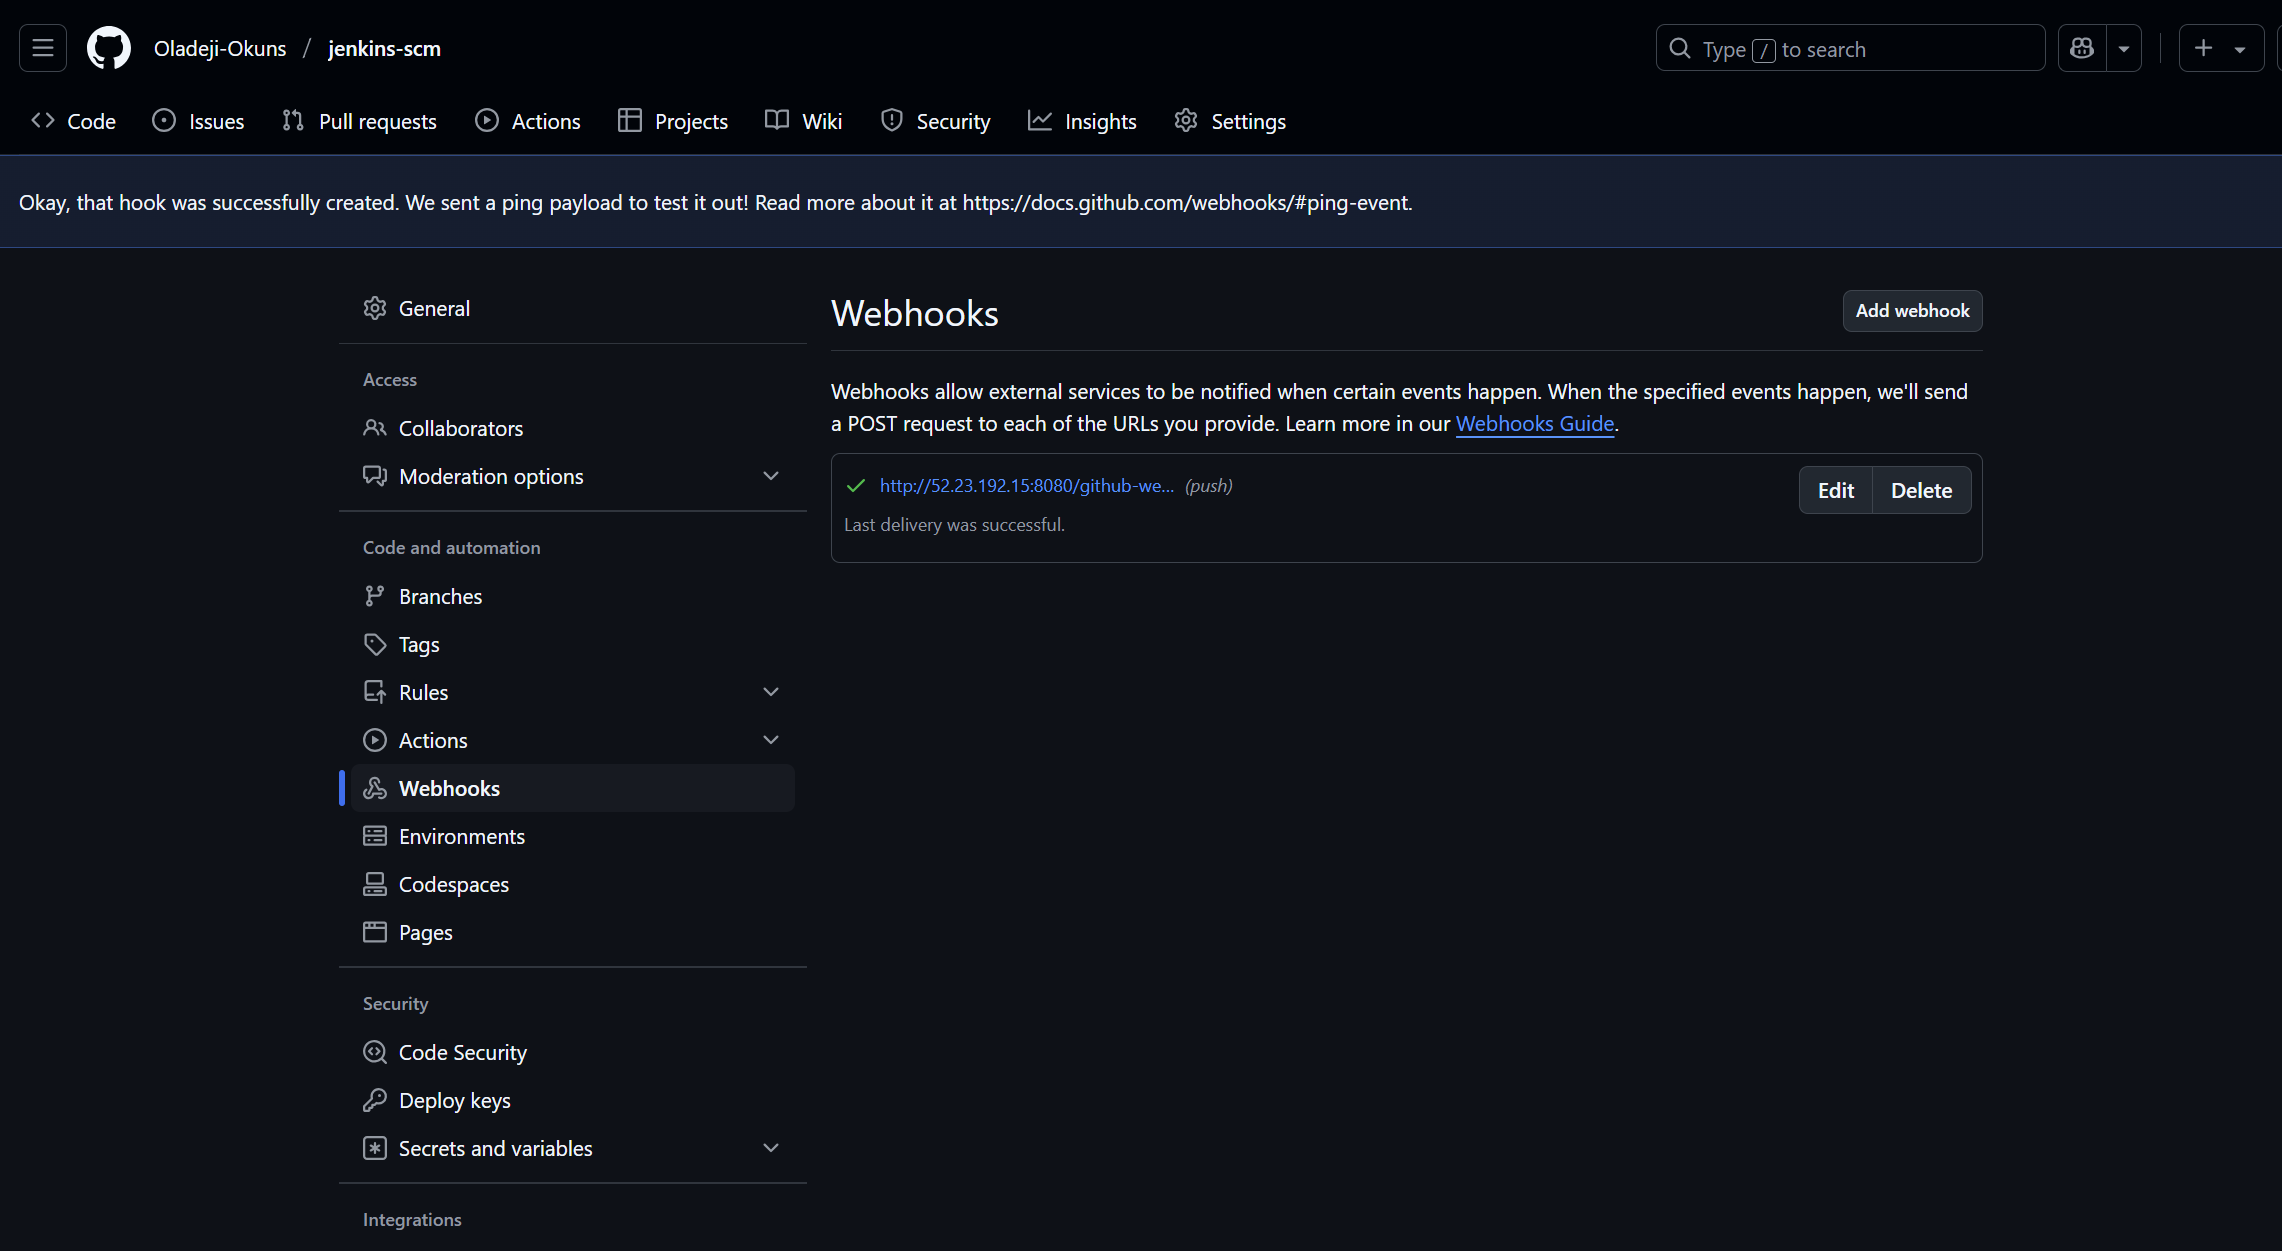 Oladeji-Okuns / jenkins-scm
Type / to search
Code
Issues
Pull requests
Actions
Projects
Wiki
Security
Insights
Settings
Okay, that hook was successfully created. We sent a ping payload to test it out! Read more about it at https://docs.github.com/webhooks/#ping-event.
General
Access
Collaborators
Moderation options
Code and automation
Branches
Tags
Rules
Actions
Webhooks
Environments
Codespaces
Pages
Security
Code Security
Deploy keys
Secrets and variables
Integrations
Webhooks
Add webhook
Webhooks allow external services to be notified when certain events happen. When the specified events happen, we'll send
a POST request to each of the URLs you provide. Learn more in our Webhooks Guide.
http://52.23.192.15:8080/github-we... (push)
Edit
Delete
Last delivery was successful.